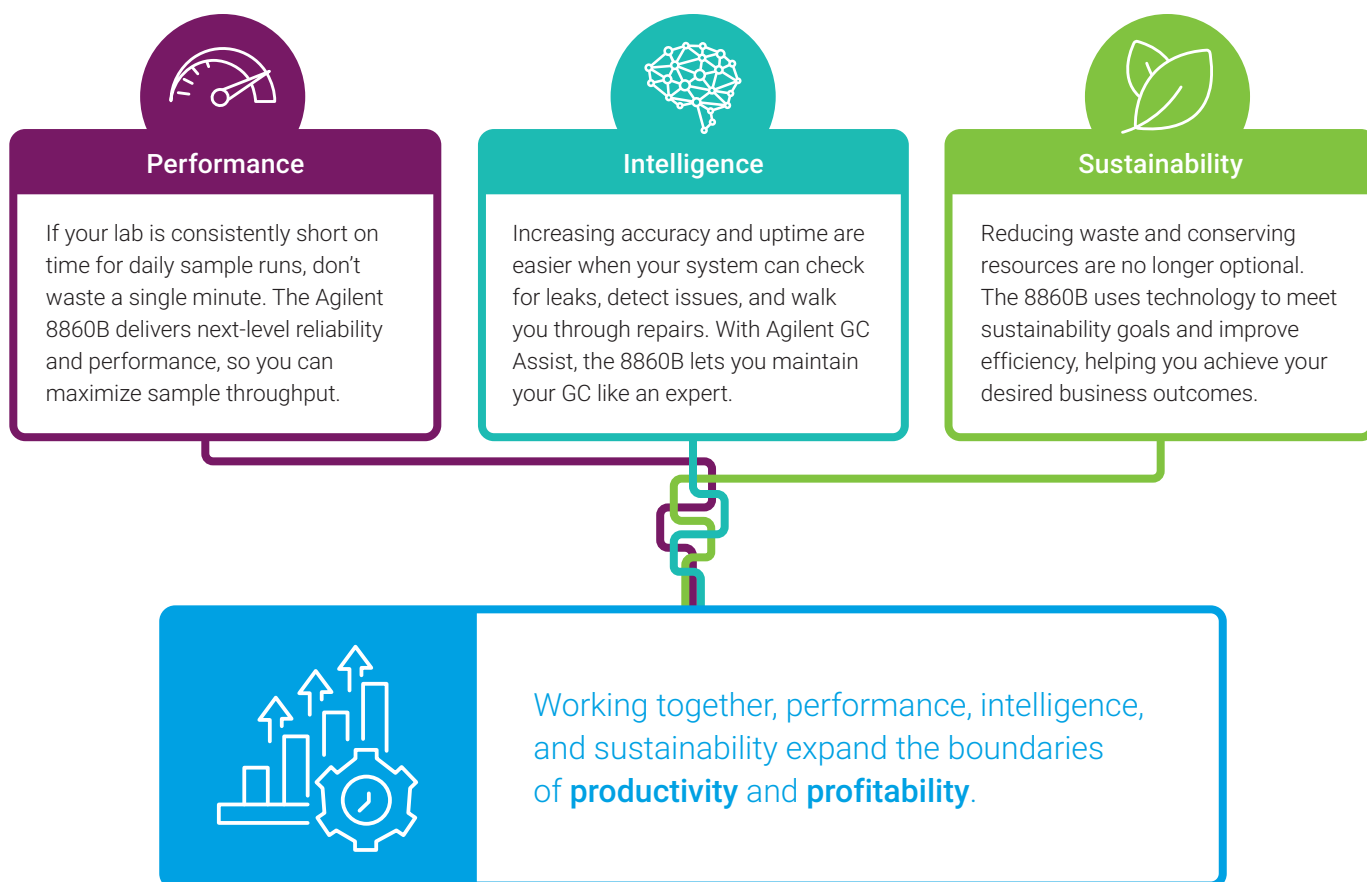 Performance
If your lab is consistently short on
time for daily sample runs, don’t
waste a single minute. The Agilent
8860B delivers next-level reliability
and performance, so you can
maximize sample throughput.
Intelligence
Increasing accuracy and uptime are
easier when your system can check
for leaks, detect issues, and walk
you through repairs. With Agilent GC
Assist, the 8860B lets you maintain
your GC like an expert.
Sustainability
Reducing waste and conserving
resources are no longer optional.
The 8860B uses technology to meet
sustainability goals and improve
efficiency, helping you achieve your
desired business outcomes.
Working together, performance, intelligence,
and sustainability expand the boundaries
of productivity and profitability.